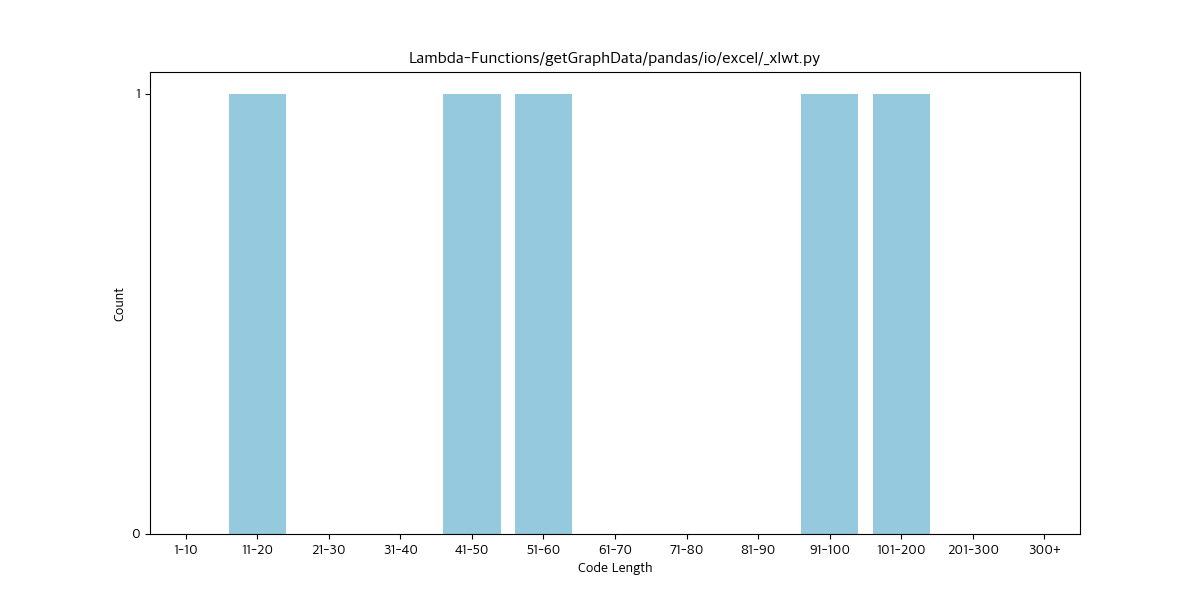 Lambda-Functions/getGraphData/pandas/io/excel/_xlwt.py
1
Count
0
1-10 11-20 21-30 31-40 41-50 51-60 61-70 71-80 81-90 91-100 101-200 201-300 300+
Code Length